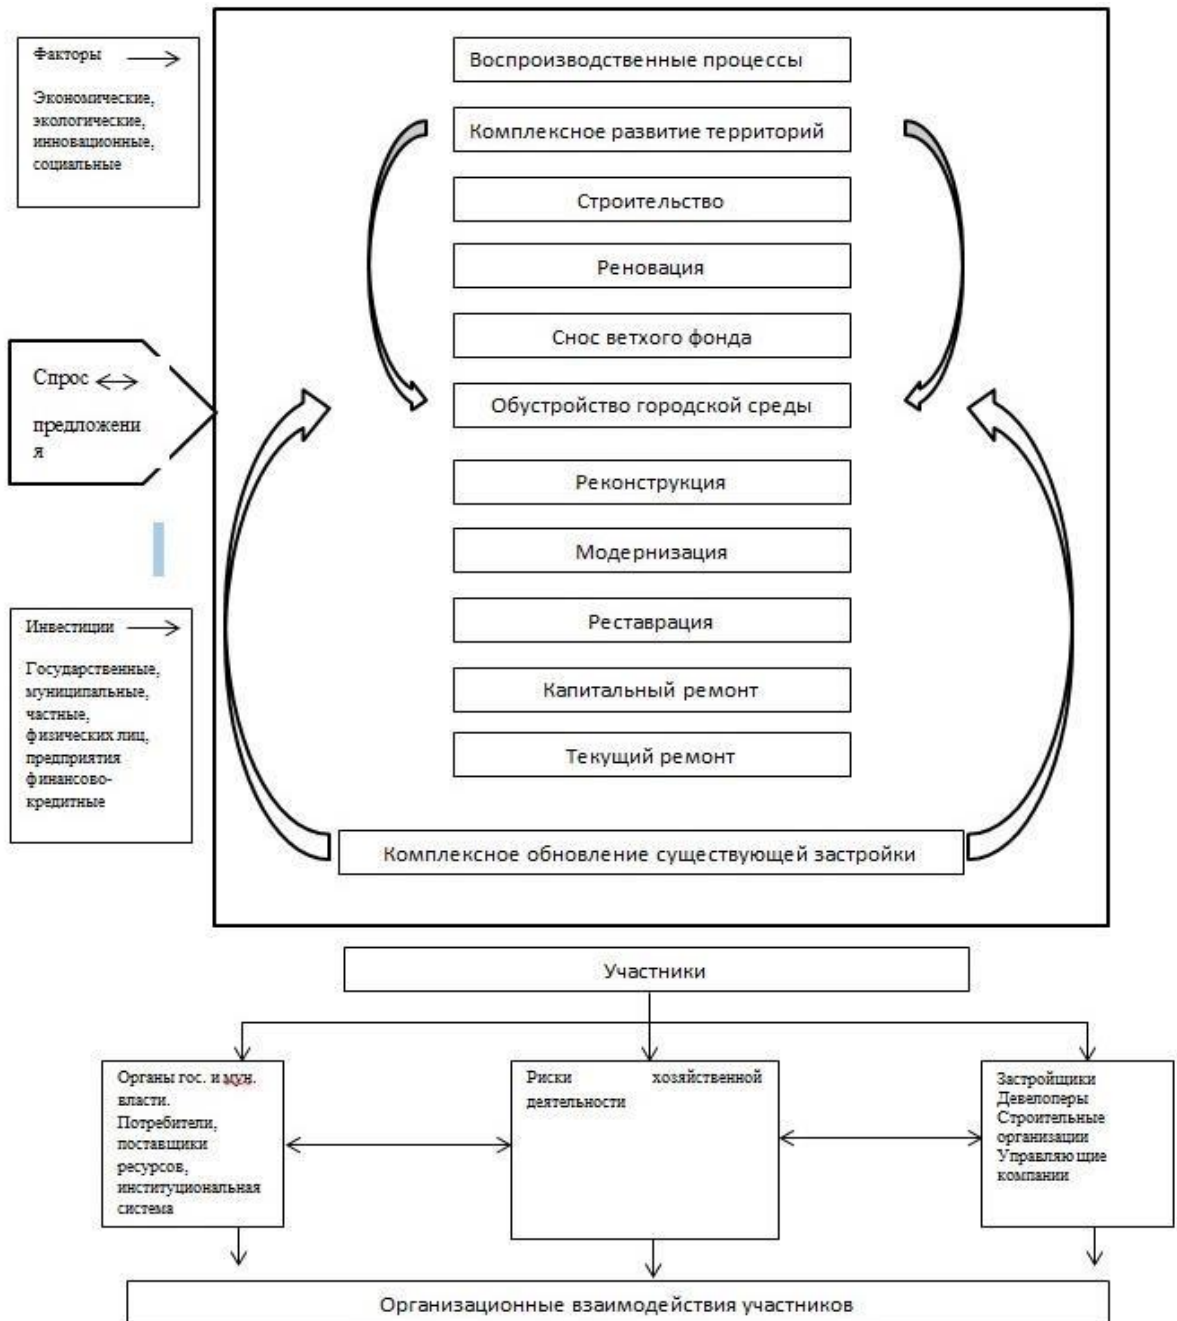 Факторы
Экономические,
экологические,
инновационные,
социальные
Спрос
предложени
я
Инвестиции
Государственные,
муниципальные,
частные,
физических лиц,
предприятия
финансово-
кредитные
Воспроизводственные процессы
Комплексное развитие территорий
Строительство
Реновация
Снос ветхого фонда
Обустройство городской среды
Реконструкция
Модернизация
Реставрация
Капитальный ремонт
Текущий ремонт
Комплексное обновление существующей застройки
Участники
Органы гос. и мун.
власти.
Потребители,
поставщики
ресурсов,
институциональная
система
Риски хозяйственной
деятельности
Застройщики
Девелоперы
Строительные
организации
Управляющие
компании
Организационные взаимодействия участников